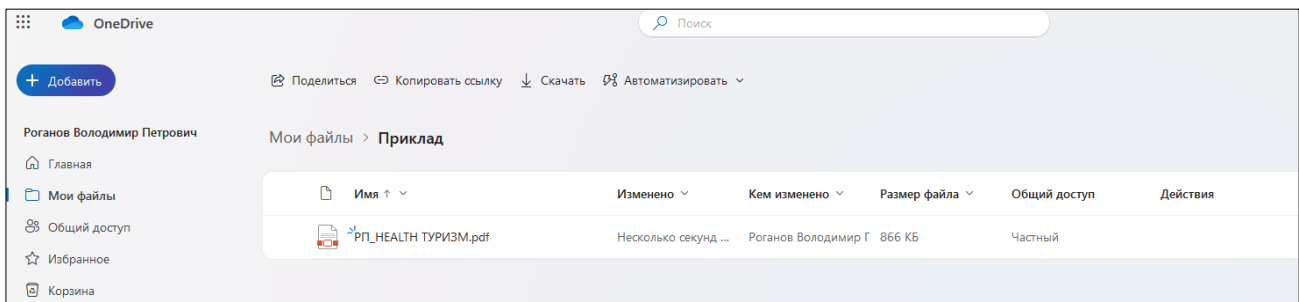 OneDrive
Поиск
Добавить
Поделиться Копировать ссылку Скачать Автоматизировать
Роганов Володимир Петрович
Мои файлы > Приклад
Главная
Мои файлы
Имя ↑ Изменено Кем изменено Размер файла Общий доступ Действия
Общий доступ
РП_HEALTH ТУРИЗМ.pdf Несколько секунд ... Роганов Володимир Г 866 КБ Частный
Избранное
Корзина